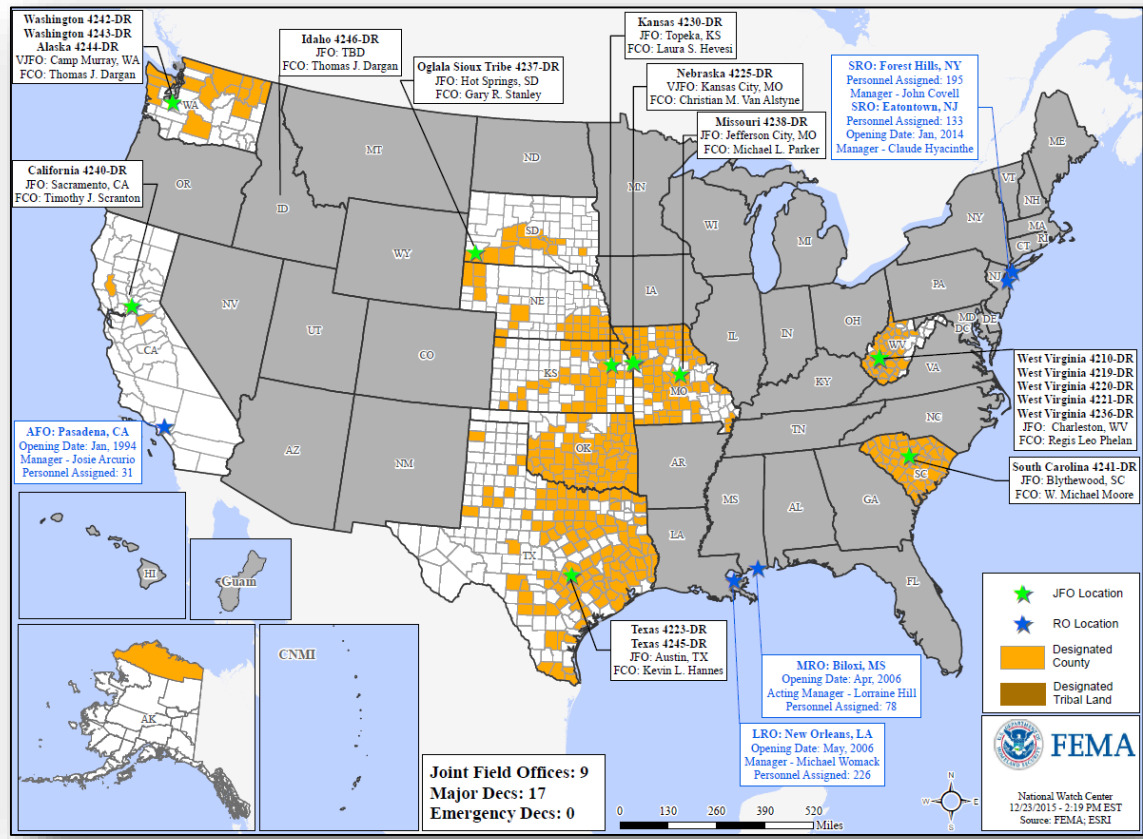 Washington 4242-DR
Washington 4243-DR
Alaska 4244-DR
VJFO: Camp Murray, WA
FCO: Thomas J. Dargan
Idaho 4246-DR
JFO: TBD
FCO: Thomas J. Dargan
Oglala Sioux Tribe 4237-DR
JFO: Hot Springs, SD
FCO: Gary R. Stanley
Kansas 4230-DR
JFO: Topeka, KS
FCO: Laura S. Hevesi
Nebraska 4225-DR
VJFO: Kansas City, MO
FCO: Christian M. Van Alstyne
Missouri 4238-DR
JFO: Jefferson City, MO
FCO: Michael L. Parker
SRO: Forest Hills, NY
Personnel Assigned: 195
Manager - John Covell
SRO: Eatontown, NJ
Personnel Assigned: 133
Opening Date: Jan, 2014
Manager - Claude Hyacinthe
California 4240-DR
JFO: Sacramento, CA
FCO: Timothy J. Scranton
WA
OR
MT
ID
WY
ND
SD
MN
WI
MI
ME
VT
NH
NY
MA
RI
CT
NV
UT
CO
NE
IA
IL
IN
OH
PA
NJ
MD
DE
DC
CA
KS
MO
KY
WV
VA
AZ
NM
OK
AR
TN
NC
SC
TX
LA
MS
AL
GA
FL
AFO: Pasadena, CA
Opening Date: Jan, 1994
Manager - Josie Arcurio
Personnel Assigned: 31
West Virginia 4210-DR
West Virginia 4219-DR
West Virginia 4220-DR
West Virginia 4221-DR
West Virginia 4236-DR
JFO: Charleston, WV
FCO: Regis Leo Phelan
South Carolina 4241-DR
JFO: Blythewood, SC
FCO: W. Michael Moore
HI
Guam
AK
CNMI
Texas 4223-DR
Texas 4245-DR
JFO: Austin, TX
FCO: Kevin L. Hannes
MRO: Biloxi, MS
Opening Date: Apr, 2006
Acting Manager - Lorraine Hill
Personnel Assigned: 78
LRO: New Orleans, LA
Opening Date: May, 2006
Manager - Michael Womack
Personnel Assigned: 226
Joint Field Offices: 9
Major Decs: 17
Emergency Decs: 0
0 130 260 390 520
Miles
N
W
E
S
JFO Location
RO Location
Designated
County
Designated
Tribal Land
FEMA
National Watch Center
12/23/2015 - 2:19 PM EST
Source: FEMA; ESRI